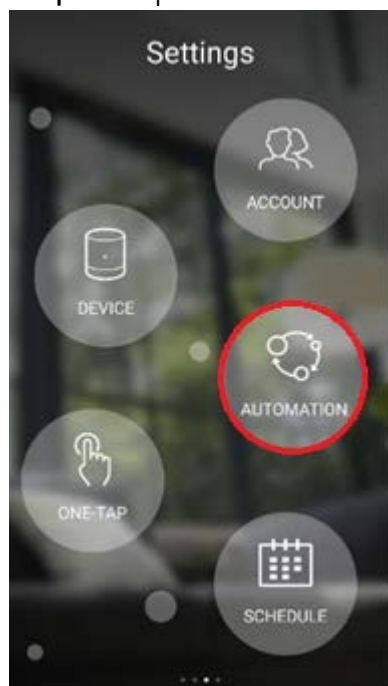 Settings
ACCOUNT
DEVICE
AUTOMATION
ONE-TAP
SCHEDULE